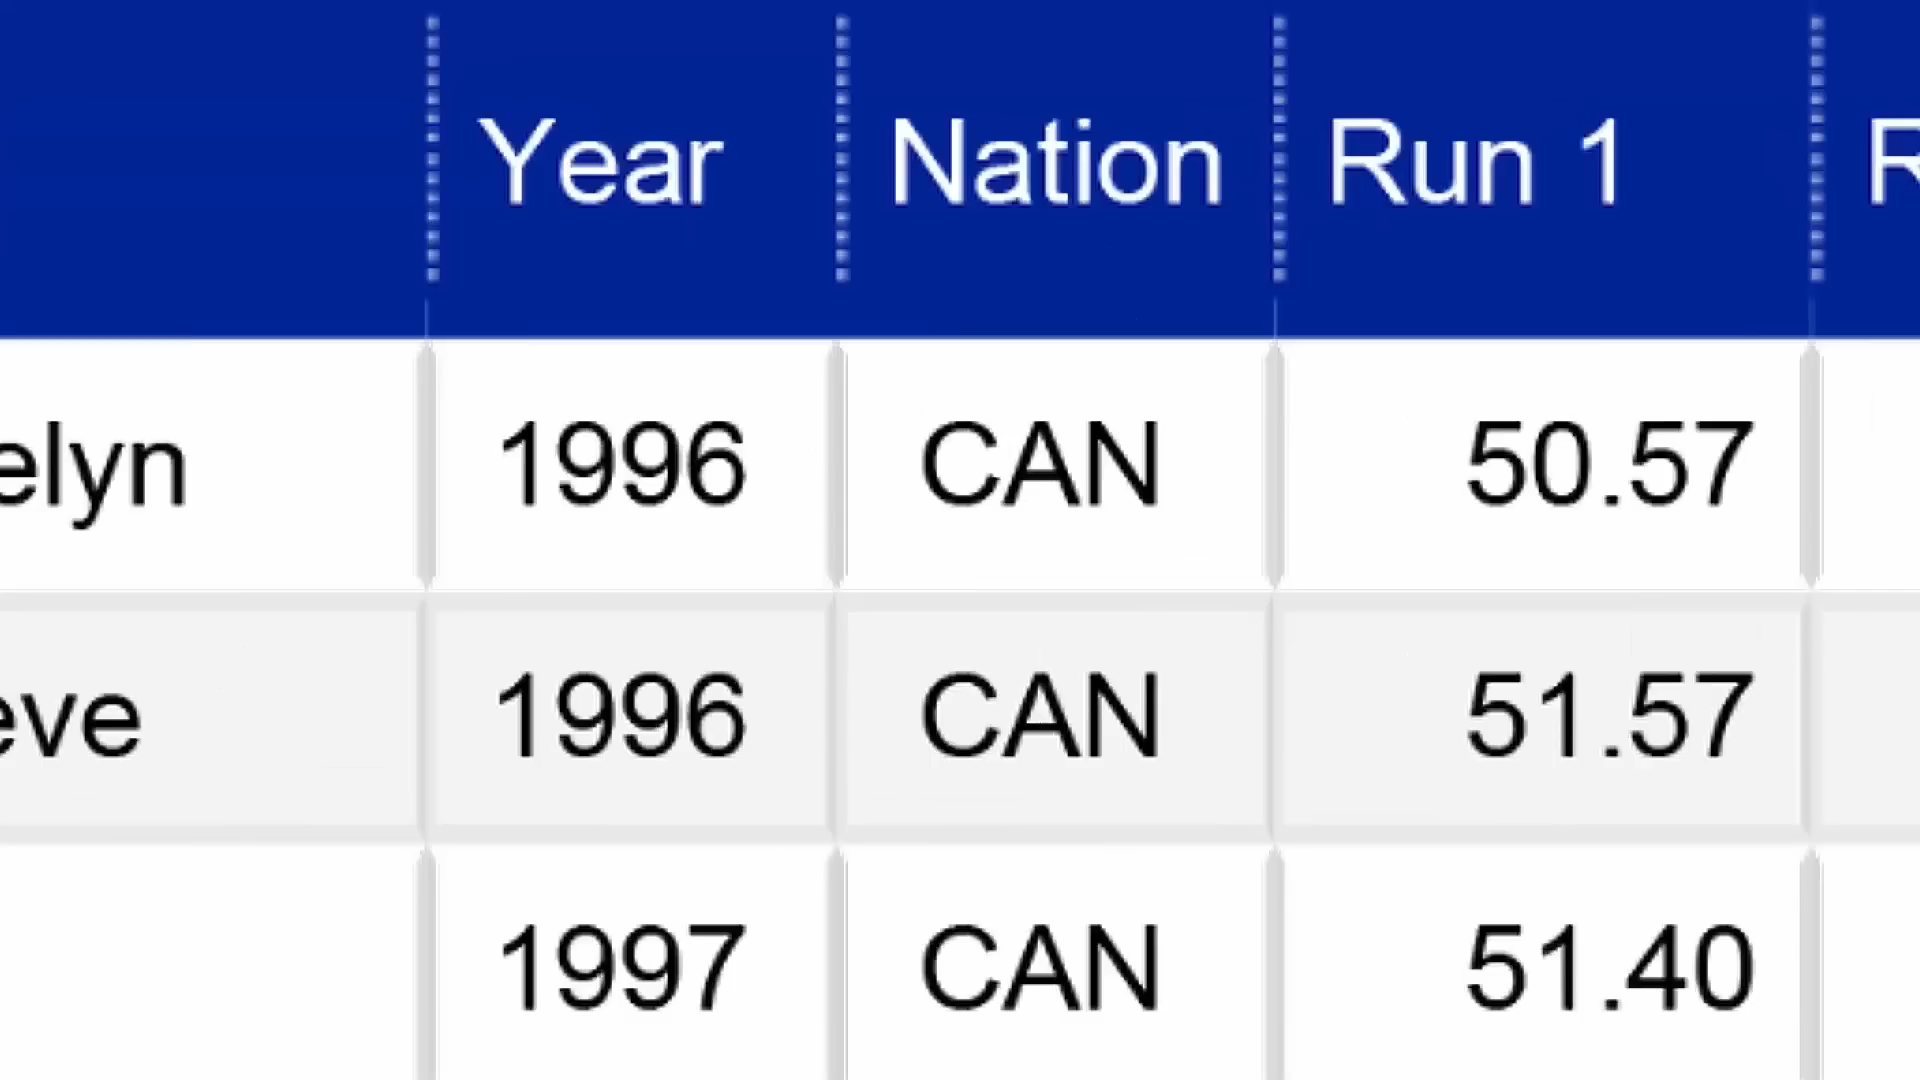 Year Nation Run 1 R
elyn 1996 CAN 50.57
eve 1996 CAN 51.57
1997 CAN 51.40